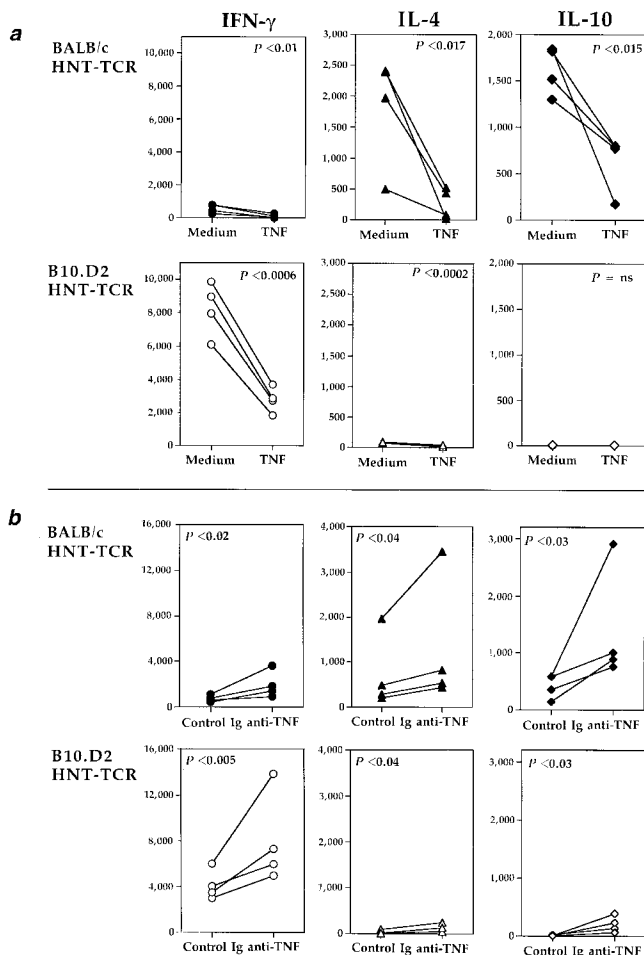 IFN-γ IL-4 IL-10
a
BALB/c
HNT-TCR
10,000
8,000
6,000
4,000
2,000
0
P <0.01
Medium TNF
3,000
2,500
2,000
1,500
1,000
500
0
P <0.017
Medium TNF
2,000
1,500
1,000
500
0
P <0.015
Medium TNF
B10.D2
HNT-TCR
10,000
8,000
6,000
4,000
2,000
0
P <0.0006
Medium TNF
3,000
2,500
2,000
1,500
1,000
500
0
P <0.0002
Medium TNF
2,000
1,500
1,000
500
0
P = ns
Medium TNF
b
BALB/c
HNT-TCR
16,000
12,000
8,000
4,000
0
P <0.02
Control Ig anti-TNF
4,000
3,000
2,000
1,000
0
P <0.04
Control Ig anti-TNF
3,000
2,000
1,000
0
P <0.03
Control Ig anti-TNF
B10.D2
HNT-TCR
16,000
12,000
8,000
4,000
0
P <0.005
Control Ig anti-TNF
4,000
3,000
2,000
7,000
0
P <0.04
Control Ig anti-TNF
3,000
2,000
1,000
0
P <0.03
Control Ig anti-TNF